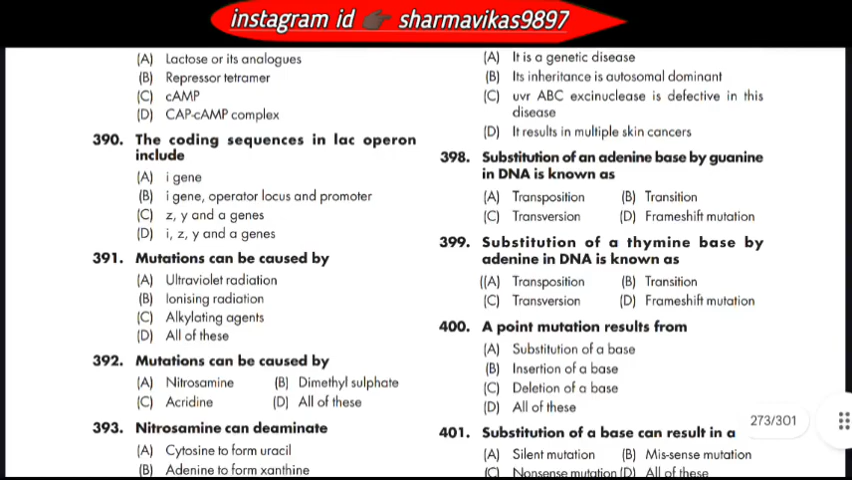 instagram id sharmavikas9897
(A) Lactose or its analogues
(B) Repressor tetramer
(C) cAMP
(D) CAP-cAMP complex
390. The coding sequences in lac operon
include
(A) i gene
(B) i gene, operator locus and promoter
(C) z, y and a genes
(D) i, z, y and a genes
391. Mutations can be caused by
(A) Ultraviolet radiation
(B) Ionising radiation
(C) Alkylating agents
(D) All of these
392. Mutations can be caused by
(A) Nitrosamine (B) Dimethyl sulphate
(C) Acridine (D) All of these
393. Nitrosamine can deaminate
(A) Cytosine to form uracil
(B) Adenine to form xanthine
(A) It is a genetic disease
(B) Its inheritance is autosomal dominant
(C) uvr ABC excinuclease is defective in this
disease
(D) It results in multiple skin cancers
398. Substitution of an adenine base by guanine
in DNA is known as
(A) Transposition (B) Transition
(C) Transversion (D) Frameshift mutation
399. Substitution of a thymine base by
adenine in DNA is known as
((A) Transposition (B) Transition
(C) Transversion (D) Frameshift mutation
400. A point mutation results from
(A) Substitution of a base
(B) Insertion of a base
(C) Deletion of a base
(D) All of these
273/301
401. Substitution of a base can result in a
(A) Silent mutation (B) Mis-sense mutation
(C) Nonsense mutation (D) All of these